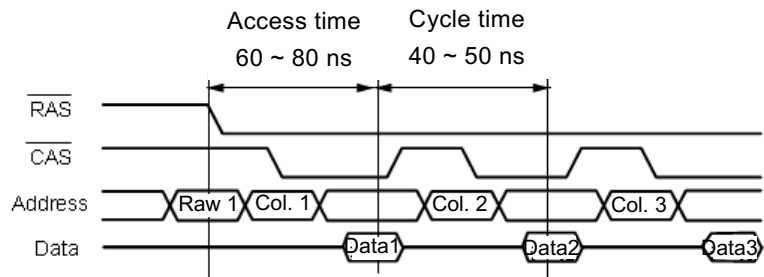 Access time Cycle time
60 ~ 80 ns 40 ~ 50 ns
RAS
CAS
Address Raw 1 Col. 1 Col. 2 Col. 3
Data Data1 Data2 Data3